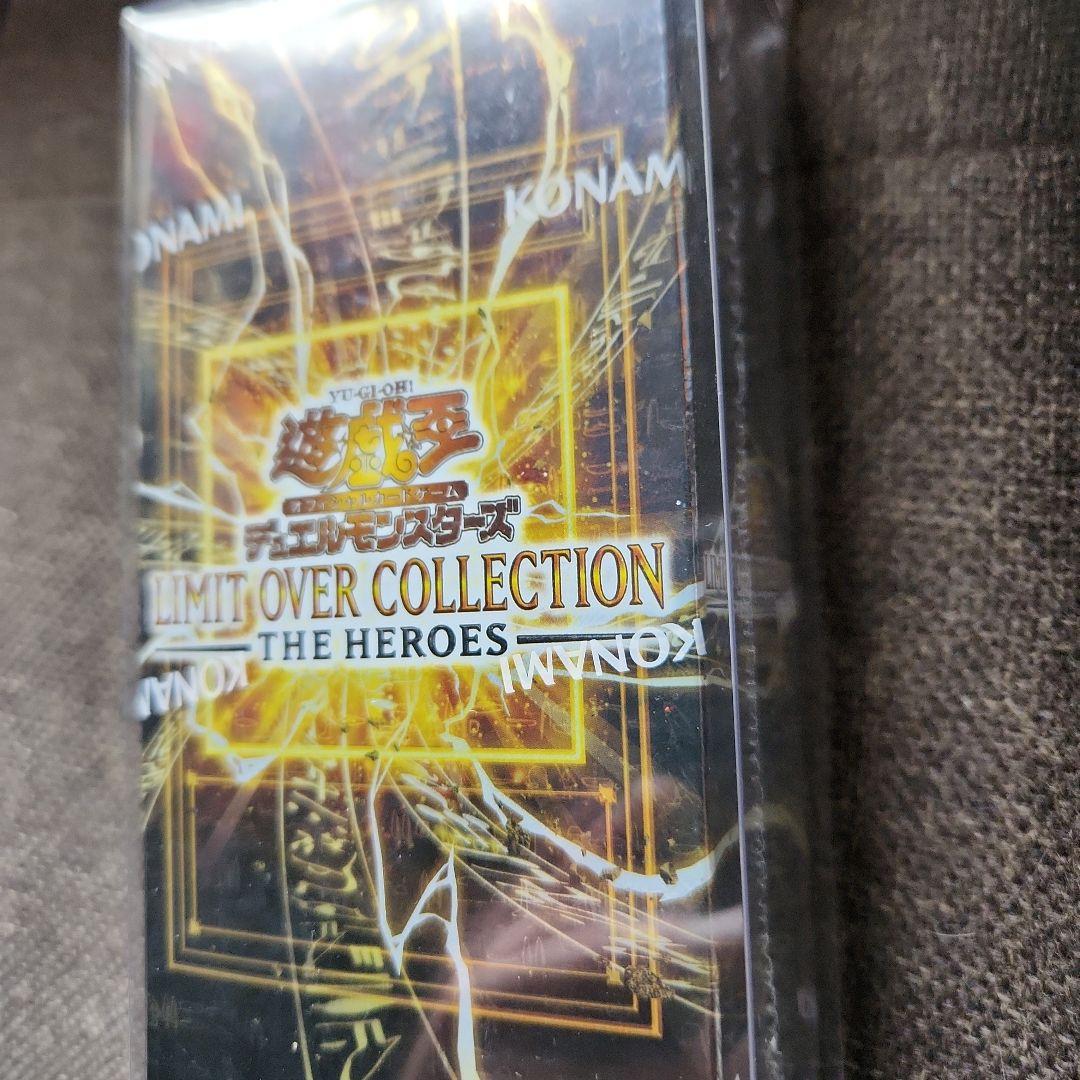 KONAMI
ONAMI
YU-GI-OH!
遊戯王
オフィシャルカードゲーム
デュエルモンスターズ
LIMIT OVER COLLECTION
THE HEROES
KONAMI
KONAMI